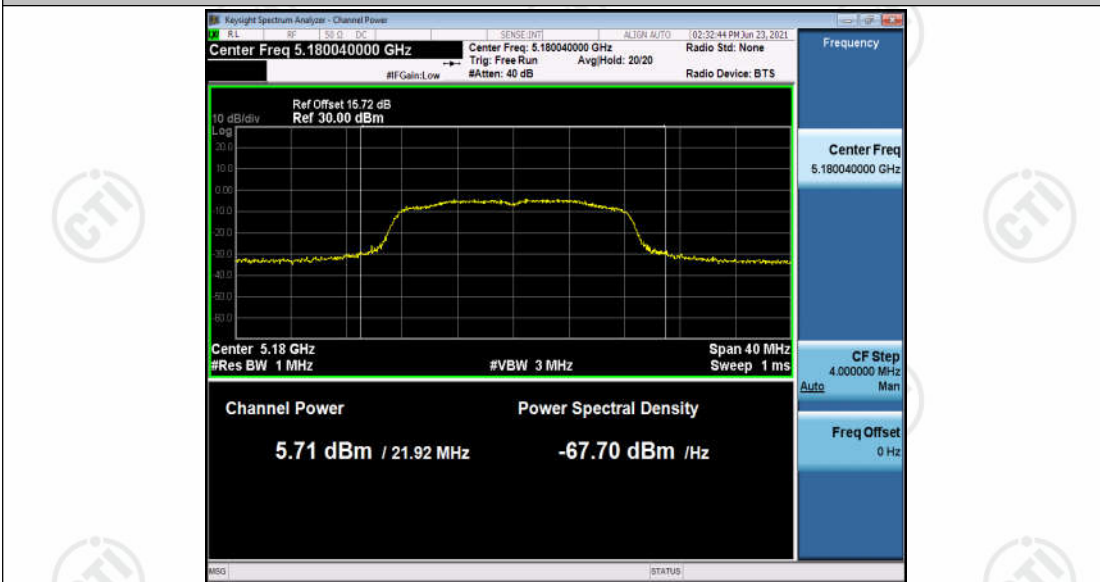 Keysight Spectrum Analyzer - Channel Power
RL RF 50 Ω DC SENSE:INT ALIGN AUTO 02:32:44 PM Jun 23, 2021
Center Freq 5.180040000 GHz
Center Freq: 5.180040000 GHz
Radio Std: None
Trig: Free Run Avg|Hold: 20/20
#IFGain:Low
#Atten: 40 dB
Radio Device: BTS
Frequency
Ref Offset 15.72 dB
10 dB/div Ref 30.00 dBm
Log
20.0
10.0
0.00
-10.0
-20.0
-30.0
-40.0
-50.0
-60.0
Center Freq
5.180040000 GHz
Center 5.18 GHz
Span 40 MHz
#Res BW 1 MHz
#VBW 3 MHz
Sweep 1 ms
CF Step
4.000000 MHz
Auto Man
Channel Power
Power Spectral Density
5.71 dBm / 21.92 MHz
-67.70 dBm /Hz
Freq Offset
0 Hz
MSG
STATUS
CTI
CTI
CTI
CTI